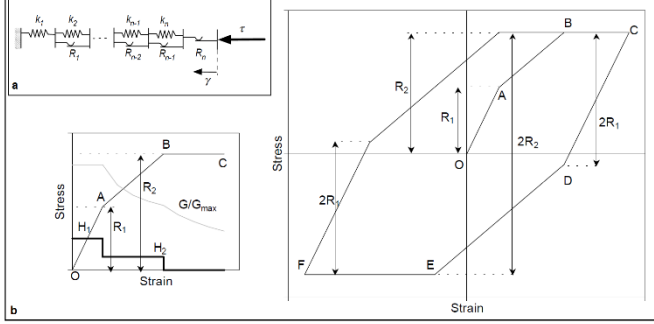 k1 k2 ... kn-1 kn
τ
R1 Rn-2 Rn-1 Rn
γ
a
B
C
R2
A
G/Gmax
H1
R1
H2
O
Stress
Strain
b
B
C
R2
A
R1
2R1
2R2
O
D
2R1
F
E
Stress
Strain